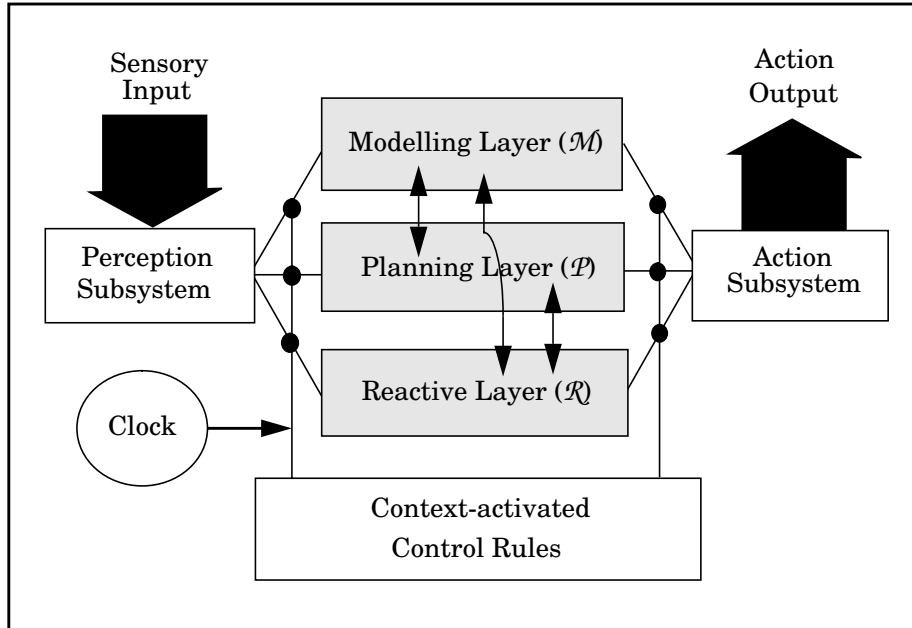 Sensory
Input
Action
Output
Modelling Layer (ℳ)
Perception
Subsystem
Planning Layer (𝒫)
Action
Subsystem
Reactive Layer (ℛ)
Clock
Context-activated
Control Rules